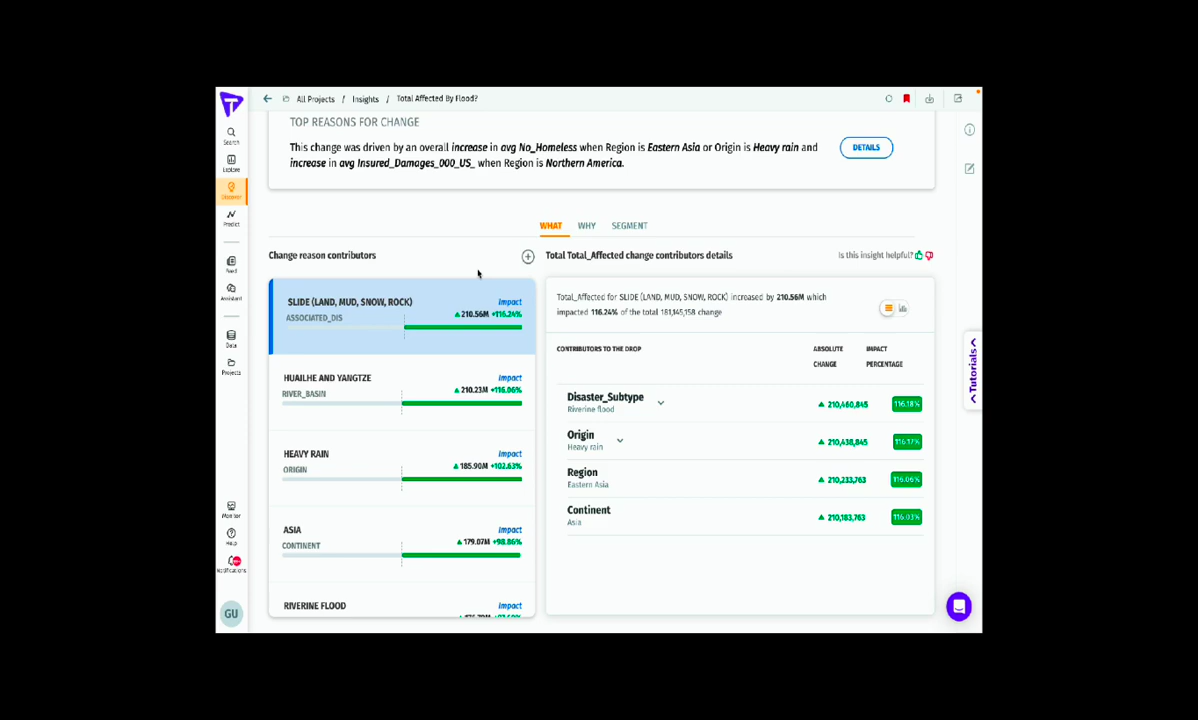 All Projects / Insights / Total Affected By Flood?
TOP REASONS FOR CHANGE
This change was driven by an overall increase in avg No_Homeless when Region is Eastern Asia or Origin is Heavy rain and
increase in avg Insured_Damages_000_US_ when Region is Northern America.
DETAILS
Search
Explore
Discover
Predict
Feed
Assistant
Data
Projects
Monitor
Help
Notifications
GU
WHAT WHY SEGMENT
Change reason contributors
SLIDE (LAND, MUD, SNOW, ROCK) Impact
ASSOCIATED_DIS 210.56M +116.24%
HUAILHE AND YANGTZE Impact
RIVER_BASIN 210.23M +116.06%
HEAVY RAIN Impact
ORIGIN 185.90M +102.63%
ASIA Impact
CONTINENT 179.07M +98.86%
RIVERINE FLOOD Impact
Total Total_Affected change contributors details
Is this insight helpful?
Total_Affected for SLIDE (LAND, MUD, SNOW, ROCK) increased by 210.56M which
impacted 116.24% of the total 181,145,158 change
CONTRIBUTORS TO THE DROP
ABSOLUTE CHANGE
IMPACT PERCENTAGE
Disaster_Subtype
Riverine flood
210,460,845 116.18%
Origin
Heavy rain
210,438,845 116.17%
Region
Eastern Asia
210,233,763 116.06%
Continent
Asia
210,183,763 116.03%
Tutorials